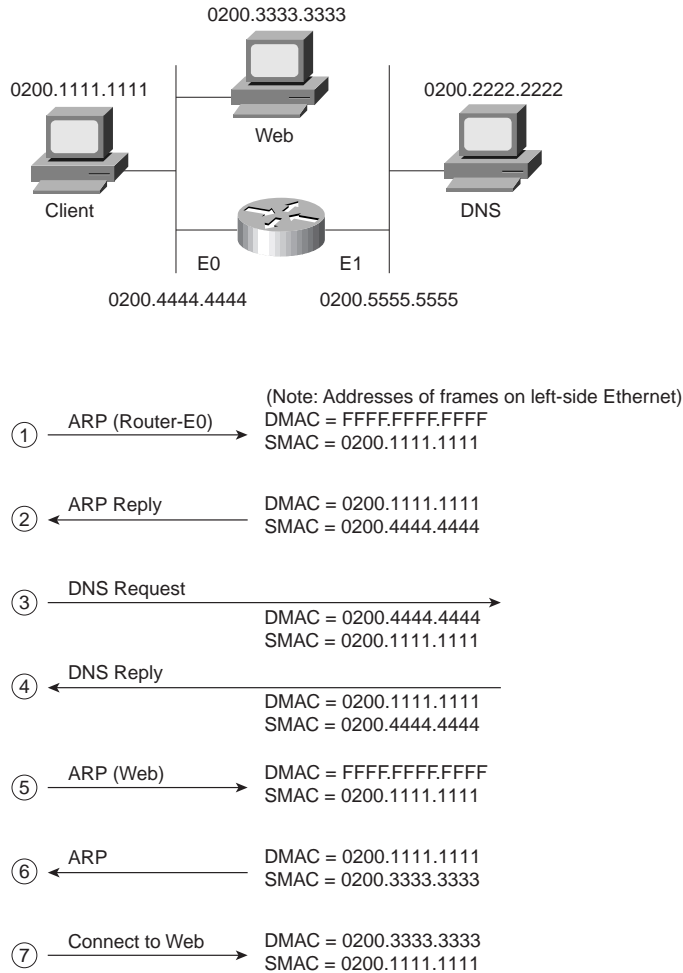 0200.3333.3333
0200.1111.1111
0200.2222.2222
Web
Client
DNS
E0
E1
0200.4444.4444
0200.5555.5555
(Note: Addresses of frames on left-side Ethernet)
1
ARP (Router-E0)
DMAC = FFFF.FFFF.FFFF
SMAC = 0200.1111.1111
2
ARP Reply
DMAC = 0200.1111.1111
SMAC = 0200.4444.4444
3
DNS Request
DMAC = 0200.4444.4444
SMAC = 0200.1111.1111
4
DNS Reply
DMAC = 0200.1111.1111
SMAC = 0200.4444.4444
5
ARP (Web)
DMAC = FFFF.FFFF.FFFF
SMAC = 0200.1111.1111
6
ARP
DMAC = 0200.1111.1111
SMAC = 0200.3333.3333
7
Connect to Web
DMAC = 0200.3333.3333
SMAC = 0200.1111.1111